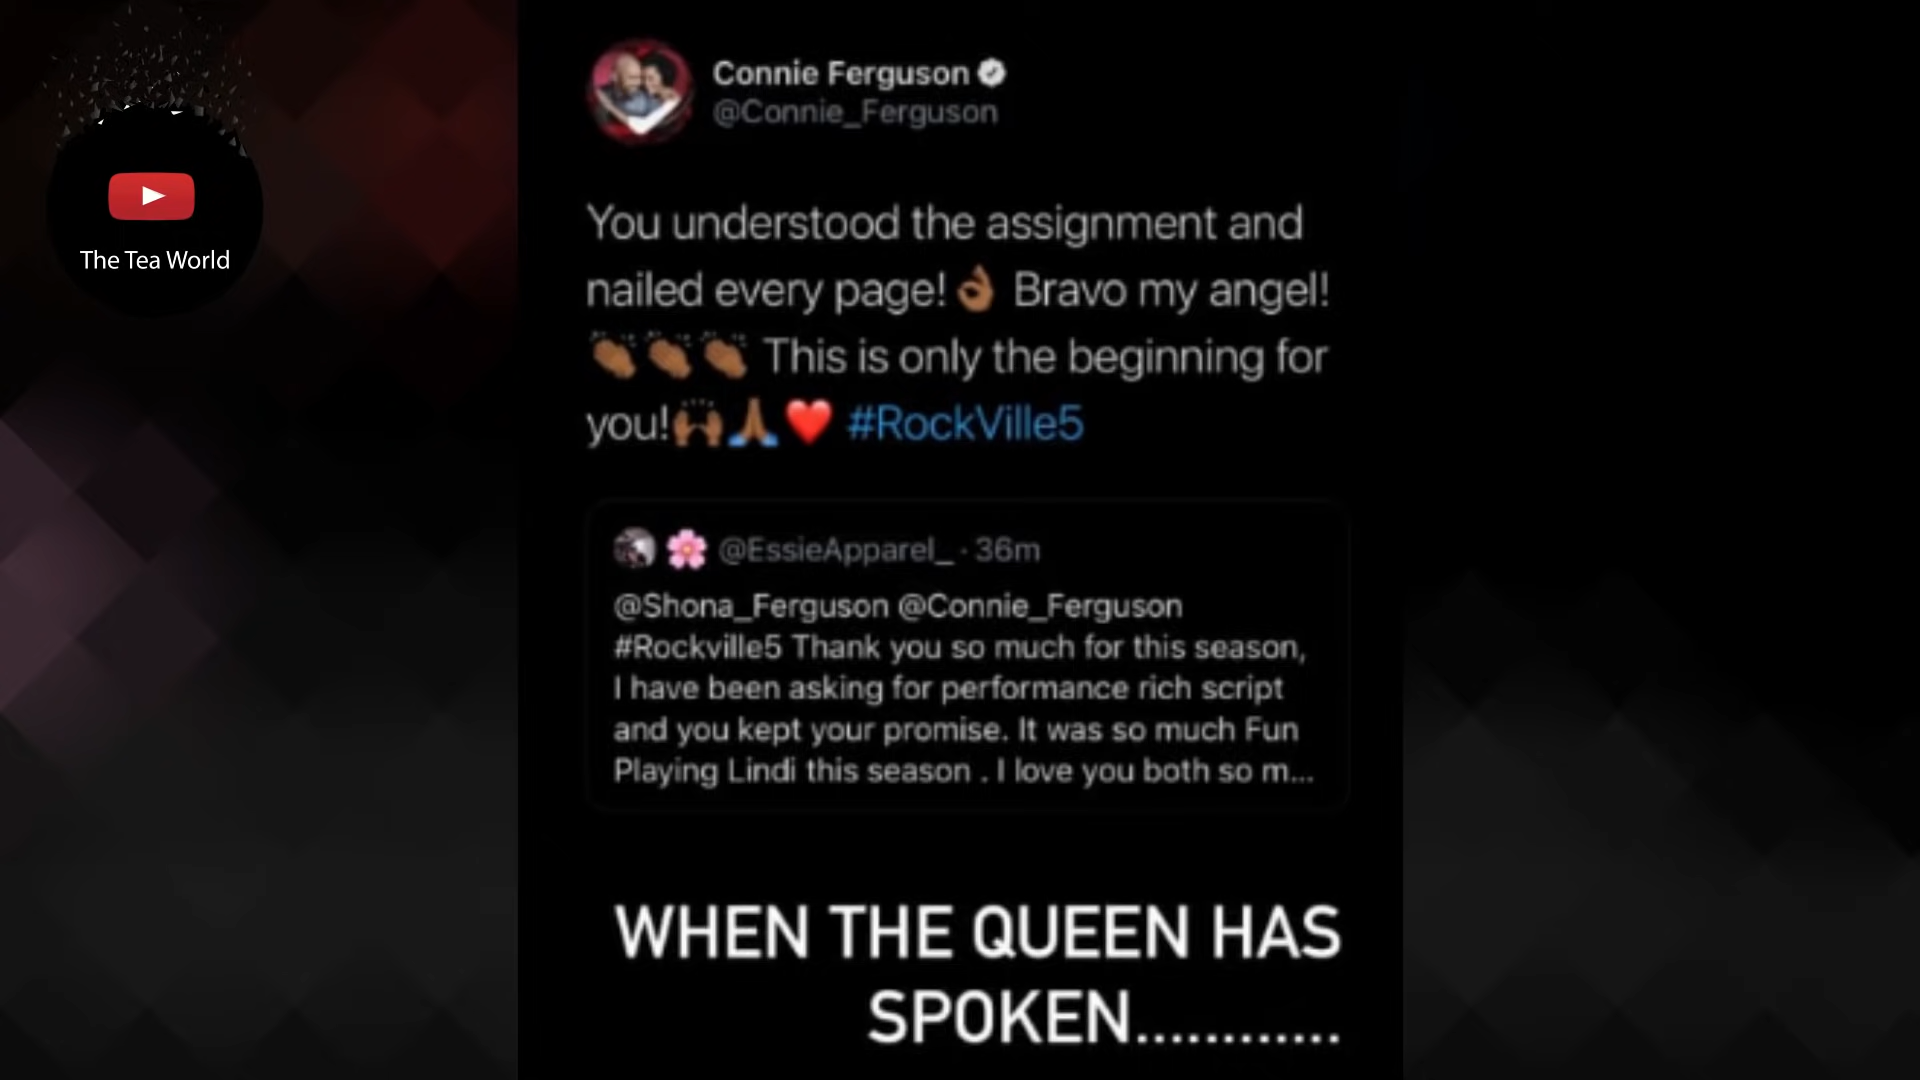 The Tea World
Connie Ferguson
@Connie_Ferguson
You understood the assignment and
nailed every page!👌🏾 Bravo my angel!
👏🏾👏🏾👏🏾 This is only the beginning for
you!🙌🏾🙏🏾❤️ #RockVille5
🌸 @EssieApparel_ · 36m
@Shona_Ferguson @Connie_Ferguson
#Rockville5 Thank you so much for this season,
I have been asking for performance rich script
and you kept your promise. It was so much Fun
Playing Lindi this season . I love you both so m...
WHEN THE QUEEN HAS
SPOKEN............